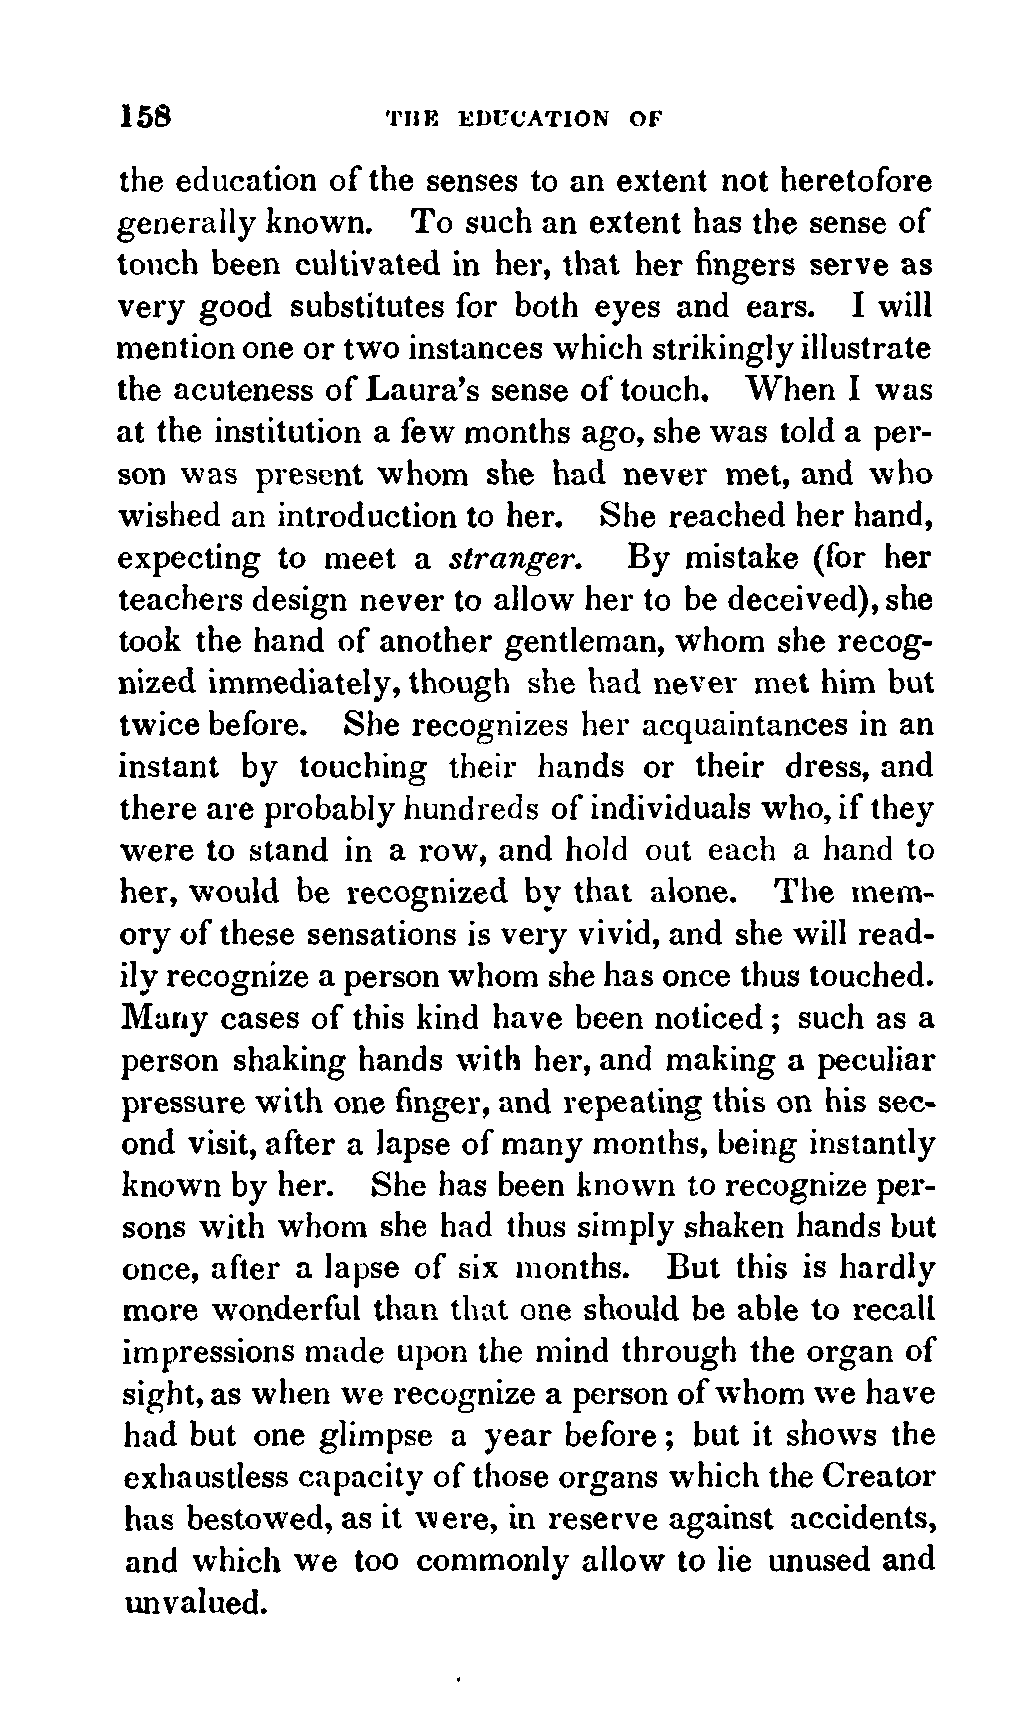 158 THE EDUCATION OF
the education of the senses to an extent not heretofore
generally known. To such an extent has the sense of
touch been cultivated in her, that her fingers serve as
very good substitutes for both eyes and ears. I will
mention one or two instances which strikingly illustrate
the acuteness of Laura's sense of touch. When I was
at the institution a few months ago, she was told a per-
son was present whom she had never met, and who
wished an introduction to her. She reached her hand,
expecting to meet a stranger. By mistake (for her
teachers design never to allow her to be deceived), she
took the hand of another gentleman, whom she recog-
nized immediately, though she had never met him but
twice before. She recognizes her acquaintances in an
instant by touching their hands or their dress, and
there are probably hundreds of individuals who, if they
were to stand in a row, and hold out each a hand to
her, would be recognized by that alone. The mem-
ory of these sensations is very vivid, and she will read-
ily recognize a person whom she has once thus touched.
Many cases of this kind have been noticed; such as a
person shaking hands with her, and making a peculiar
pressure with one finger, and repeating this on his sec-
ond visit, after a lapse of many months, being instantly
known by her. She has been known to recognize per-
sons with whom she had thus simply shaken hands but
once, after a lapse of six months. But this is hardly
more wonderful than that one should be able to recall
impressions made upon the mind through the organ of
sight, as when we recognize a person of whom we have
had but one glimpse a year before; but it shows the
exhaustless capacity of those organs which the Creator
has bestowed, as it were, in reserve against accidents,
and which we too commonly allow to lie unused and
unvalued.